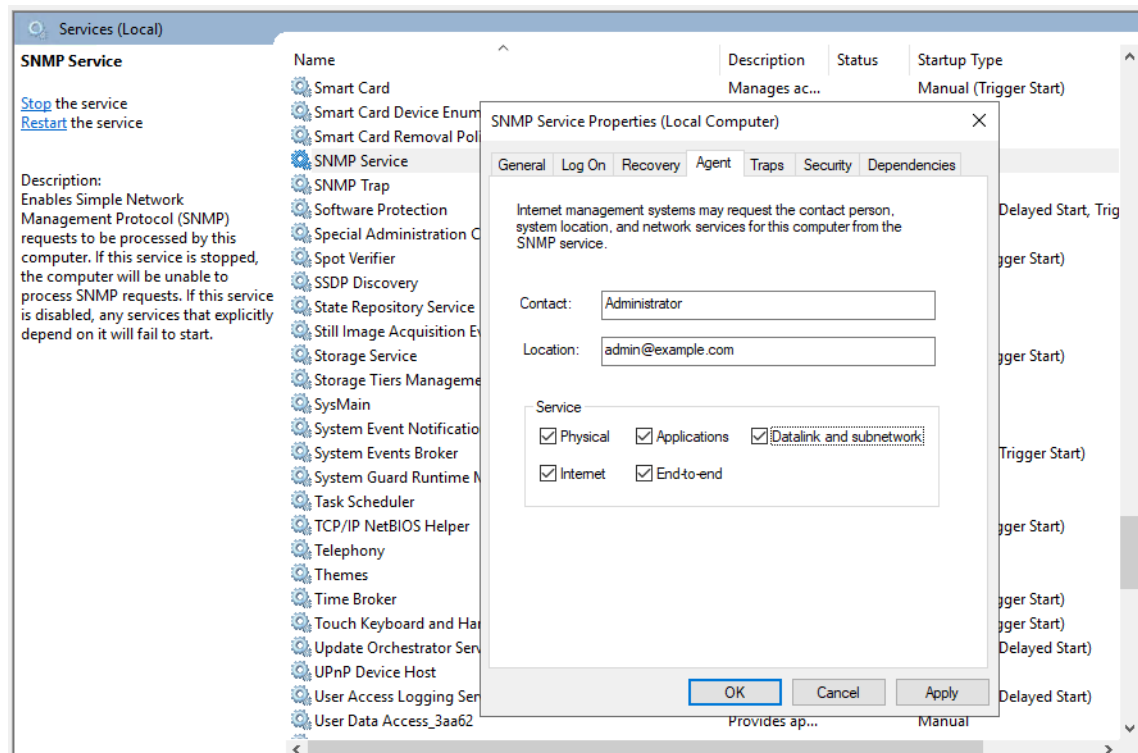 Services (Local)
SNMP Service
Stop the service
Restart the service
Description:
Enables Simple Network
Management Protocol (SNMP)
requests to be processed by this
computer. If this service is stopped,
the computer will be unable to
process SNMP requests. If this service
is disabled, any services that explicitly
depend on it will fail to start.
Name Description Status Startup Type
Smart Card Manages ac... Manual (Trigger Start)
Smart Card Device Enum
Smart Card Removal Poli
SNMP Service
SNMP Trap
Software Protection Delayed Start, Trig
Special Administration C
Spot Verifier gger Start)
SSDP Discovery
State Repository Service
Still Image Acquisition Ev
Storage Service gger Start)
Storage Tiers Manageme
SysMain
System Event Notificatio
System Events Broker Trigger Start)
System Guard Runtime M
Task Scheduler
TCP/IP NetBIOS Helper gger Start)
Telephony
Themes
Time Broker gger Start)
Touch Keyboard and Har gger Start)
Update Orchestrator Serv Delayed Start)
UPnP Device Host
User Access Logging Ser Delayed Start)
User Data Access_3aa62 Provides ap... Manual
SNMP Service Properties (Local Computer)
General Log On Recovery Agent Traps Security Dependencies
Internet management systems may request the contact person,
system location, and network services for this computer from the
SNMP service.
Contact: Administrator
Location: admin@example.com
Service
Physical Applications Datalink and subnetwork
Internet End-to-end
OK Cancel Apply